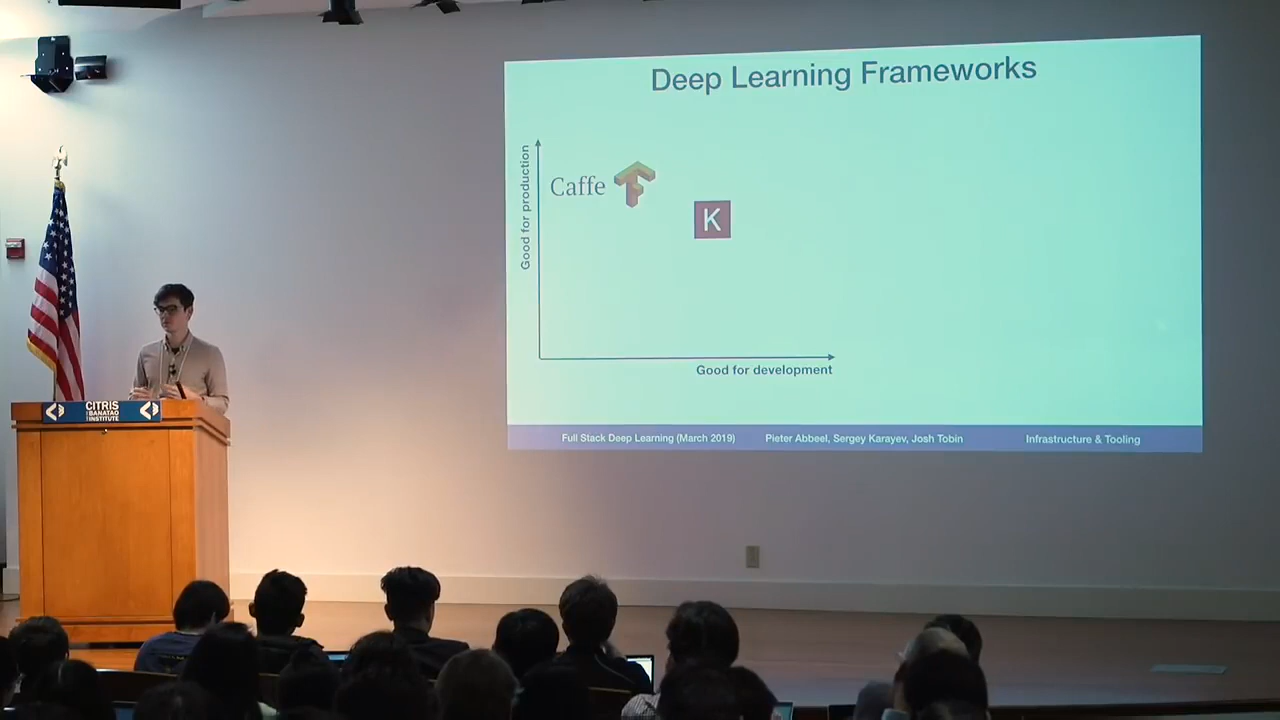 Deep Learning Frameworks
Good for production
Caffe
K
Good for development
Full Stack Deep Learning (March 2019) Pieter Abbeel, Sergey Karayev, Josh Tobin Infrastructure & Tooling
CITRIS
BANATAO
INSTITUTE